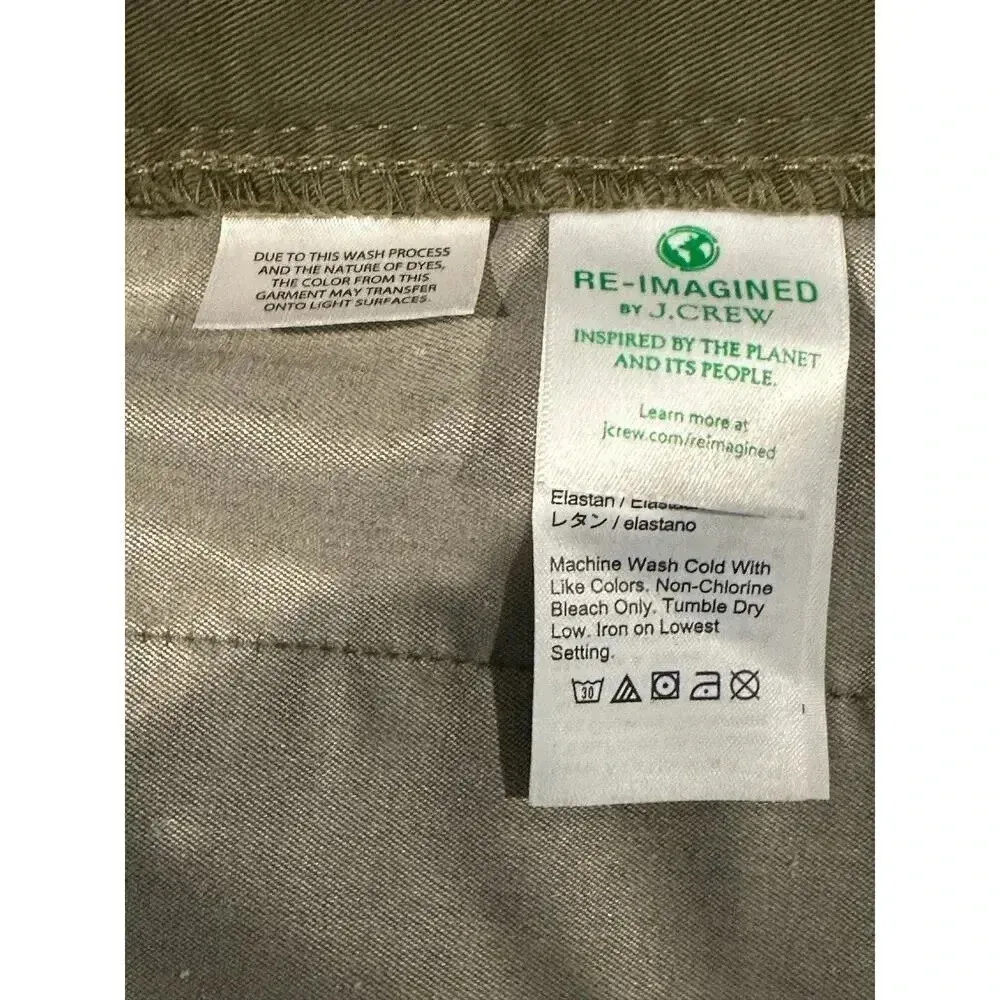 DUE TO THIS WASH PROCESS
AND THE NATURE OF DYES,
THE COLOR FROM THIS
GARMENT MAY TRANSFER
ONTO LIGHT SURFACES.
RE-IMAGINED
BY J.CREW
INSPIRED BY THE PLANET
AND ITS PEOPLE.
Learn more at
jcrew.com/reimagined
Elastan /
レタン / elastano
Machine Wash Cold With
Like Colors. Non-Chlorine
Bleach Only. Tumble Dry
Low. Iron on Lowest
Setting.
30